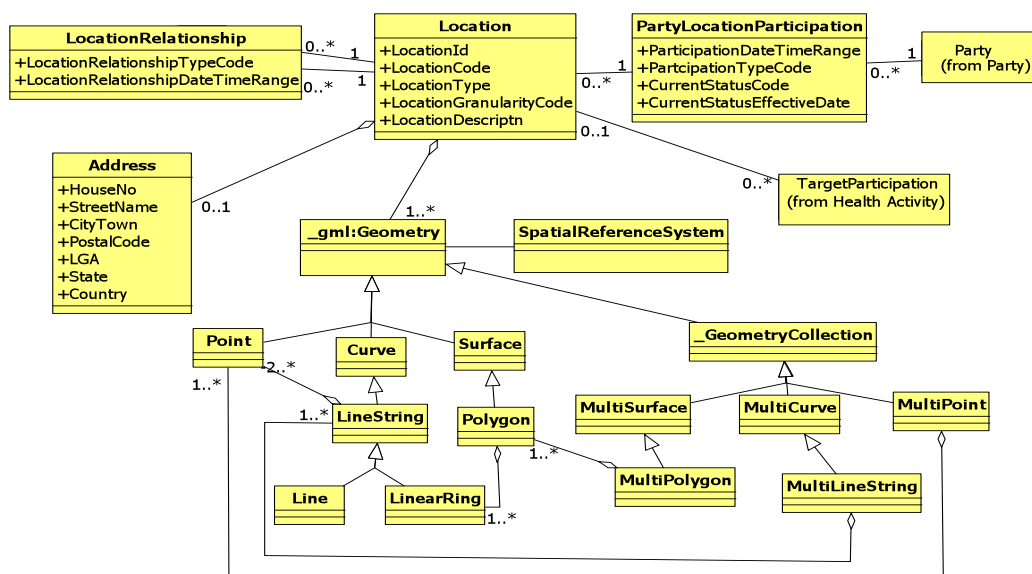 LocationRelationship
+LocationRelationshipTypeCode
+LocationRelationshipDateTimeRange
0..*
1
0..*
1
Location
+LocationId
+LocationCode
+LocationType
+LocationGranularityCode
+LocationDescriptn
1
0..*
PartyLocationParticipation
+ParticipationDateTimeRange
+PartcipationTypeCode
+CurrentStatusCode
+CurrentStatusEffectiveDate
1
0..*
Party
(from Party)
0..1
0..*
TargetParticipation
(from Health Activity)
Address
+HouseNo
+StreetName
+CityTown
+PostalCode
+LGA
+State
+Country
0..1
1..*
_gml:Geometry
SpatialReferenceSystem
Point
Curve
Surface
_GeometryCollection
1..*
-2..*
1..*
LineString
Polygon
1..*
MultiSurface
MultiCurve
MultiPoint
Line
LinearRing
1..*
MultiPolygon
MultiLineString